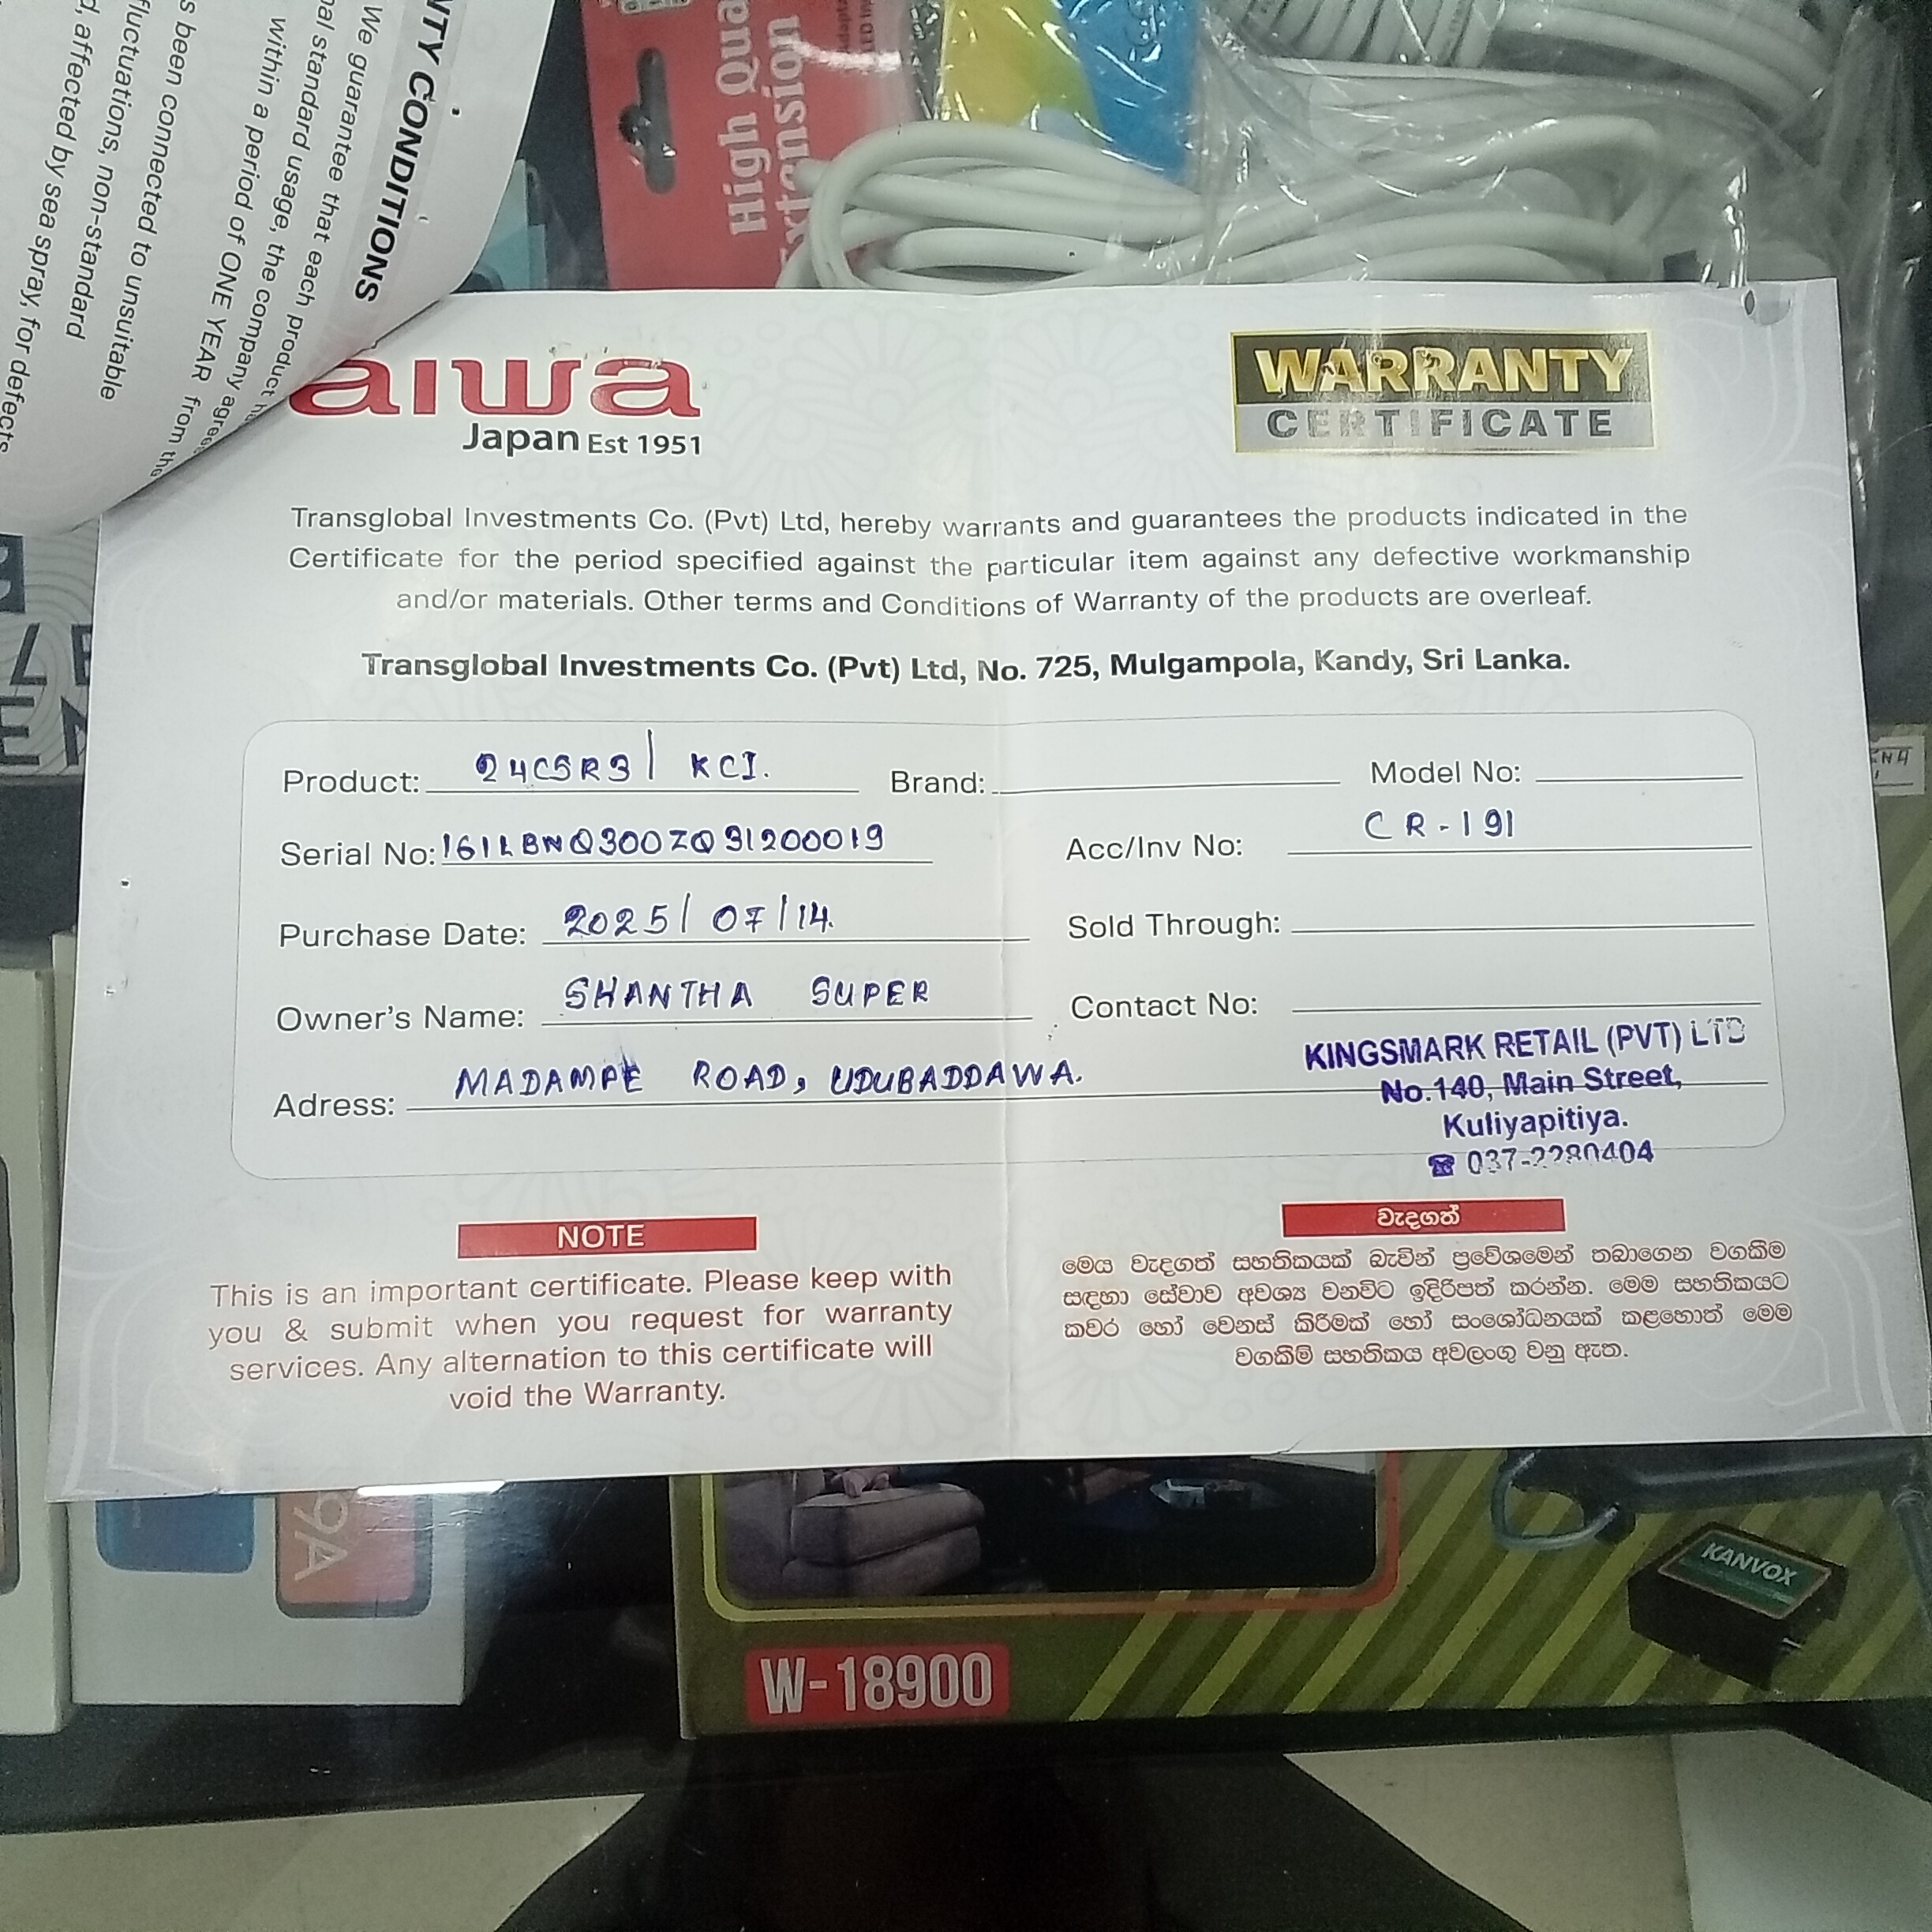 NTY CONDITIONS
We guarantee that each product
nal standard usage, the company
within a period of ONE YEAR from the
s been connected to unsuitable
fluctuations, non-standard
affected by sea spray, for defects
High
aiwa
Japan Est 1951
WARRANTY
CERTIFICATE
Transglobal Investments Co. (Pvt) Ltd, hereby warrants and guarantees the products indicated in the
Certificate for the period specified against the particular item against any defective workmanship
and/or materials. Other terms and Conditions of Warranty of the products are overleaf.
Transglobal Investments Co. (Pvt) Ltd, No. 725, Mulgampola, Kandy, Sri Lanka.
Product: 24CSR3/ KCI. Brand: Model No:
Serial No: 161LBNQ300ZQ31200019 Acc/Inv No: CR-191
Purchase Date: 2025/07/14. Sold Through:
Owner's Name: SHANTHA SUPER Contact No:
Adress: MADAMPE ROAD, UDUBADDAWA.
KINGSMARK RETAIL (PVT) LTD
No.140, Main Street,
Kuliyapitiya.
☎ 037-2280404
NOTE
This is an important certificate. Please keep with
you & submit when you request for warranty
services. Any alternation to this certificate will
void the Warranty.
වැදගත්
මෙය වැදගත් සහතිකයක් බැවින් ප්‍රවේශමෙන් තබාගෙන වගකීම
සඳහා සේවාව අවශ්‍ය වනවිට ඉදිරිපත් කරන්න. මෙම සහතිකයට
කවර හෝ වෙනස් කිරීමක් හෝ සංශෝධනයක් කළහොත් මෙම
වගකීම් සහතිකය අවලංගු වනු ඇත.
9A
KANVOX
W-18900